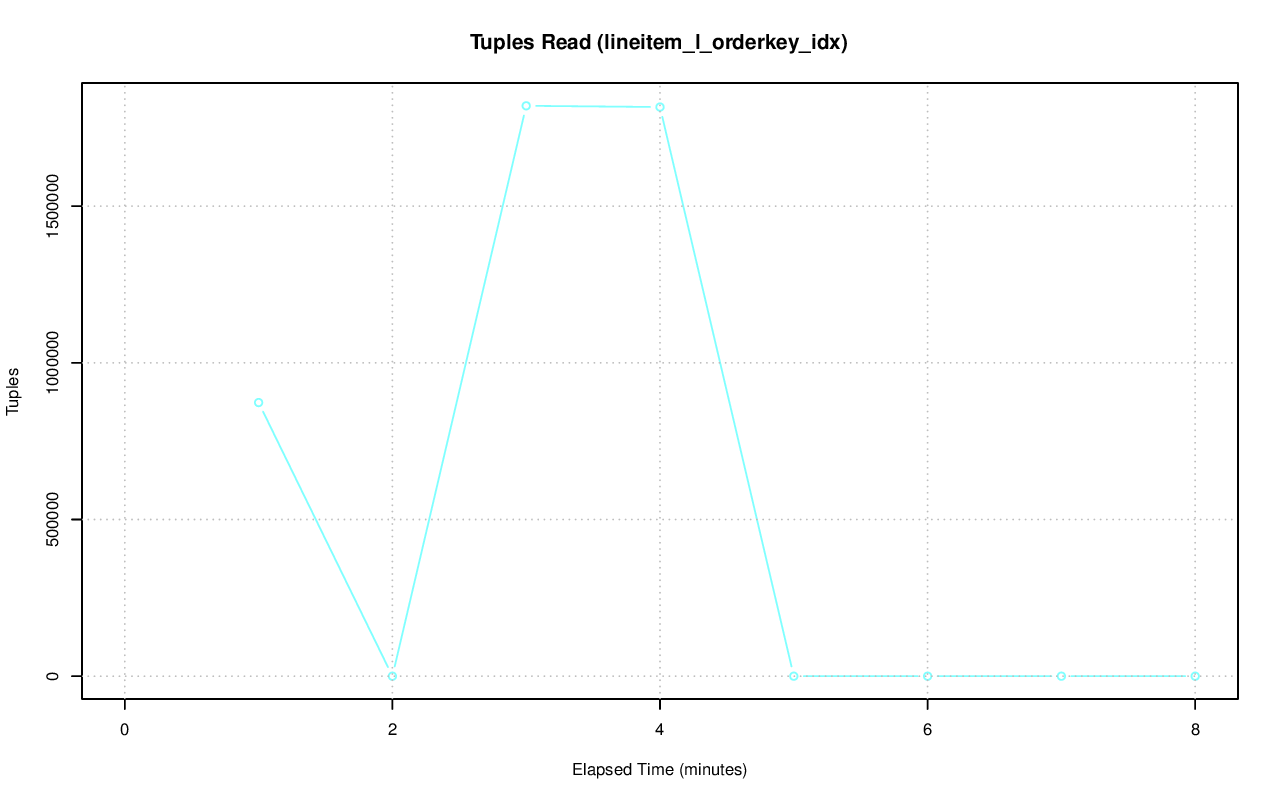 Tuples Read (lineitem_l_orderkey_idx)
Tuples
1500000
1000000
500000
0
0 2 4 6 8
Elapsed Time (minutes)